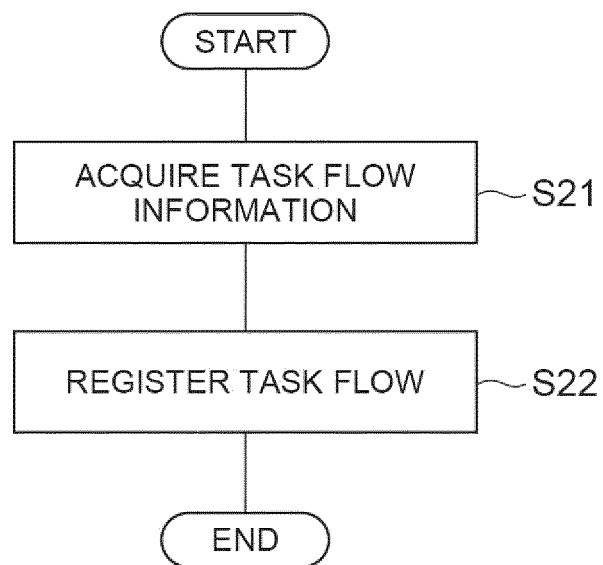 START
ACQUIRE TASK FLOW
INFORMATION
S21
REGISTER TASK FLOW
S22
END